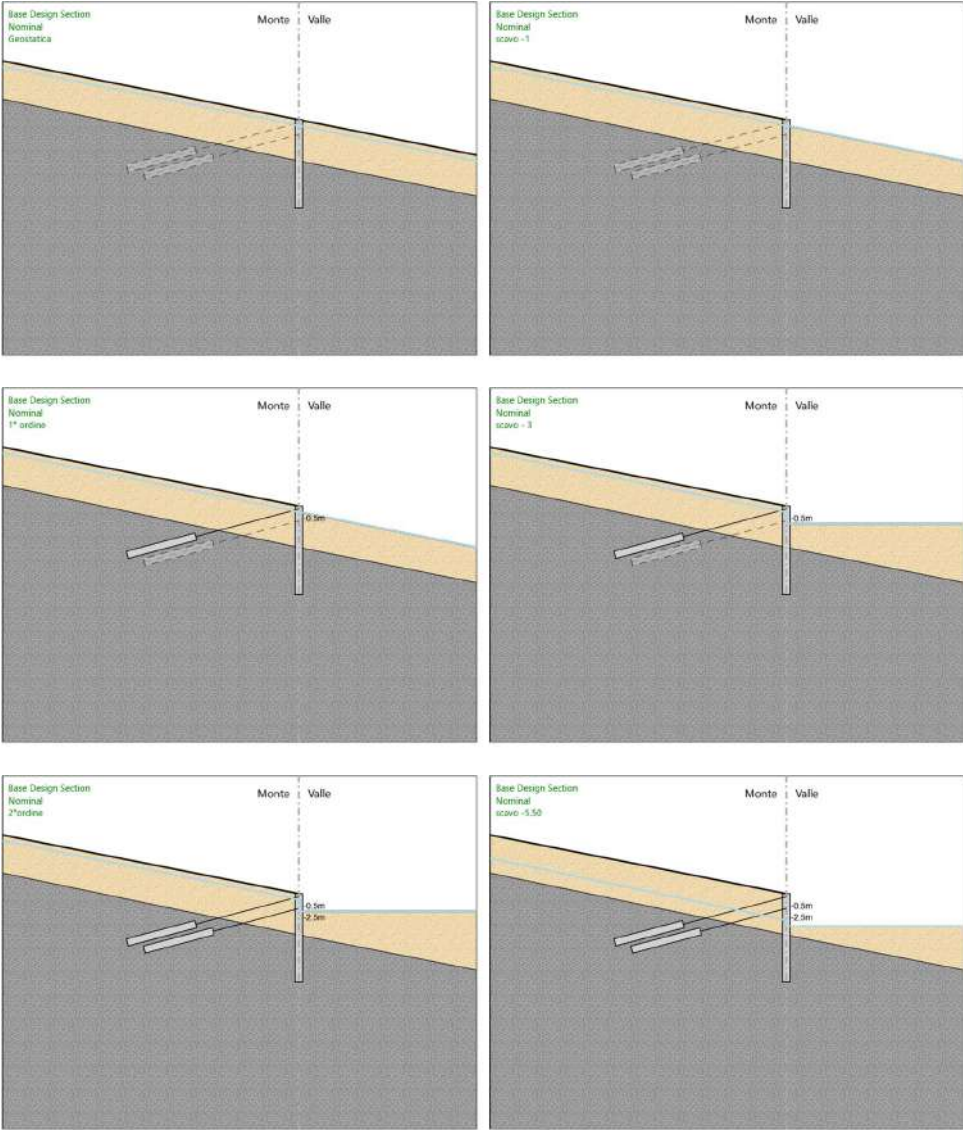 Base Design Section
Nominal
Geostatica
Monte Valle
Base Design Section
Nominal
scavo -1
Monte Valle
Base Design Section
Nominal
1° ordine
Monte Valle
-0.5m
Base Design Section
Nominal
scavo - 3
Monte Valle
-0.5m
Base Design Section
Nominal
2°ordine
Monte Valle
-0.5m
-2.5m
Base Design Section
Nominal
scavo -5.50
Monte Valle
-0.5m
-2.5m